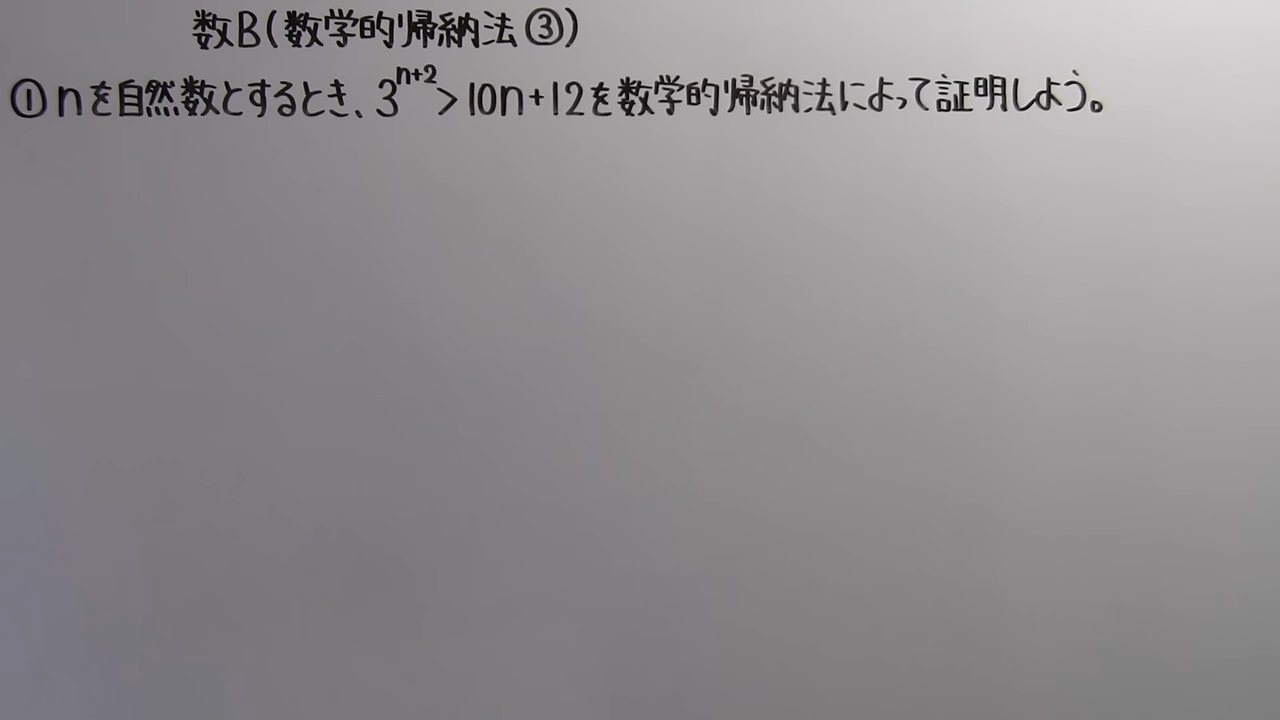 数B(数学的帰納法③)
①nを自然数とするとき、3^{n+2}>10n+12を数学的帰納法によって証明しよう。